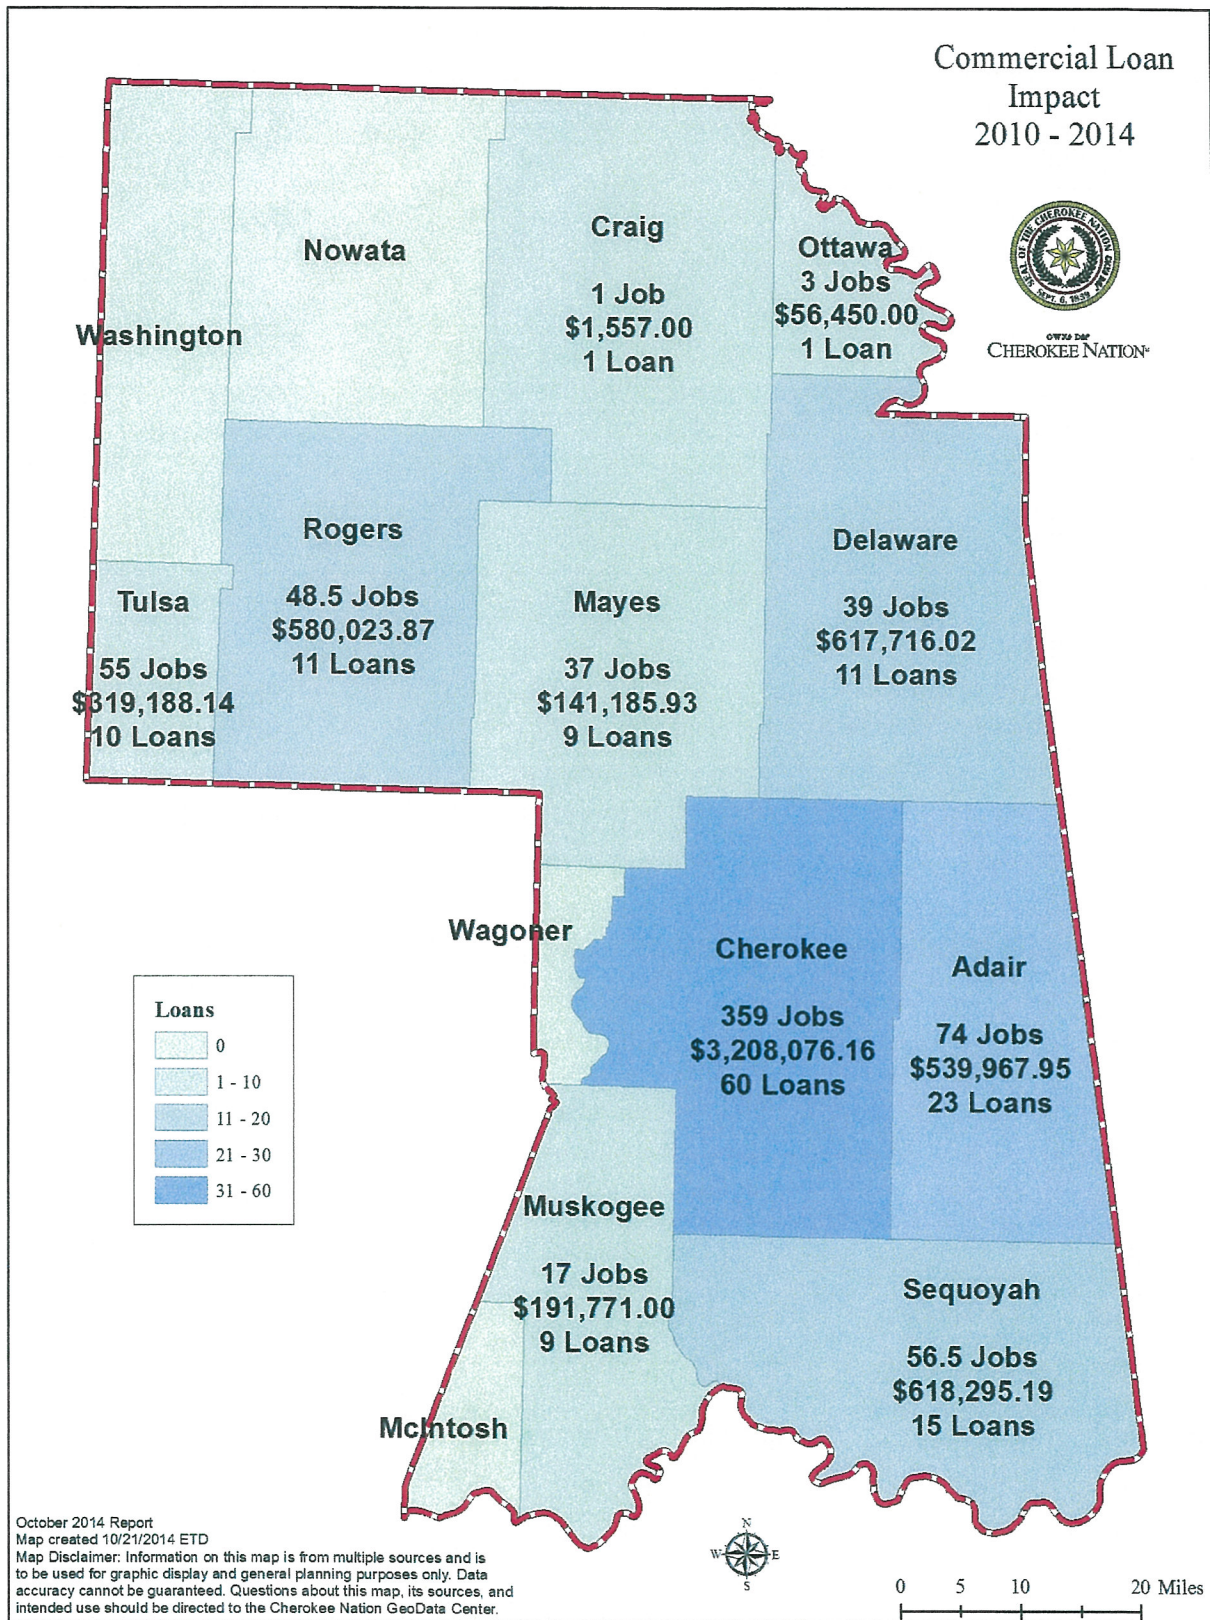 Commercial Loan
Impact
2010 - 2014
SEAL OF THE CHEROKEE NATION
SEPT. 6, 1839
CHEROKEE NATION
Nowata
Craig
1 Job
$1,557.00
1 Loan
Ottawa
3 Jobs
$56,450.00
1 Loan
Washington
Rogers
48.5 Jobs
$580,023.87
11 Loans
Delaware
39 Jobs
$617,716.02
11 Loans
Tulsa
55 Jobs
$319,188.14
10 Loans
Mayes
37 Jobs
$141,185.93
9 Loans
Wagoner
Cherokee
359 Jobs
$3,208,076.16
60 Loans
Adair
74 Jobs
$539,967.95
23 Loans
Loans
0
1 - 10
11 - 20
21 - 30
31 - 60
Muskogee
17 Jobs
$191,771.00
9 Loans
Sequoyah
56.5 Jobs
$618,295.19
15 Loans
McIntosh
October 2014 Report
Map created 10/21/2014 ETD
Map Disclaimer: Information on this map is from multiple sources and is
to be used for graphic display and general planning purposes only. Data
accuracy cannot be guaranteed. Questions about this map, its sources, and
intended use should be directed to the Cherokee Nation GeoData Center.
N
W E
S
0 5 10 20 Miles